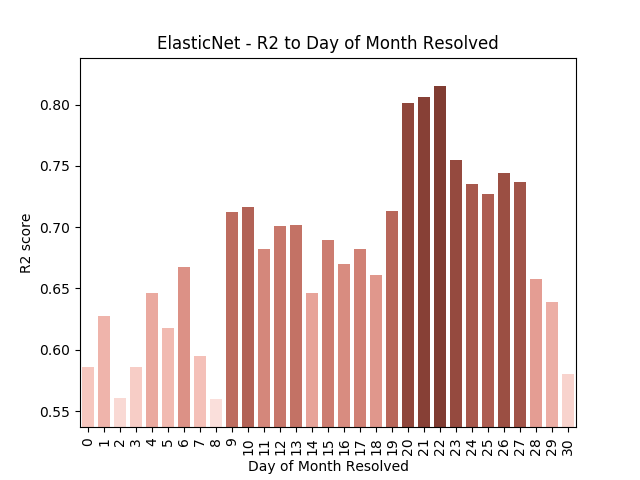 ElasticNet - R2 to Day of Month Resolved
R2 score
0.80
0.75
0.70
0.65
0.60
0.55
0 1 2 3 4 5 6 7 8 9 10 11 12 13 14 15 16 17 18 19 20 21 22 23 24 25 26 27 28 29 30
Day of Month Resolved